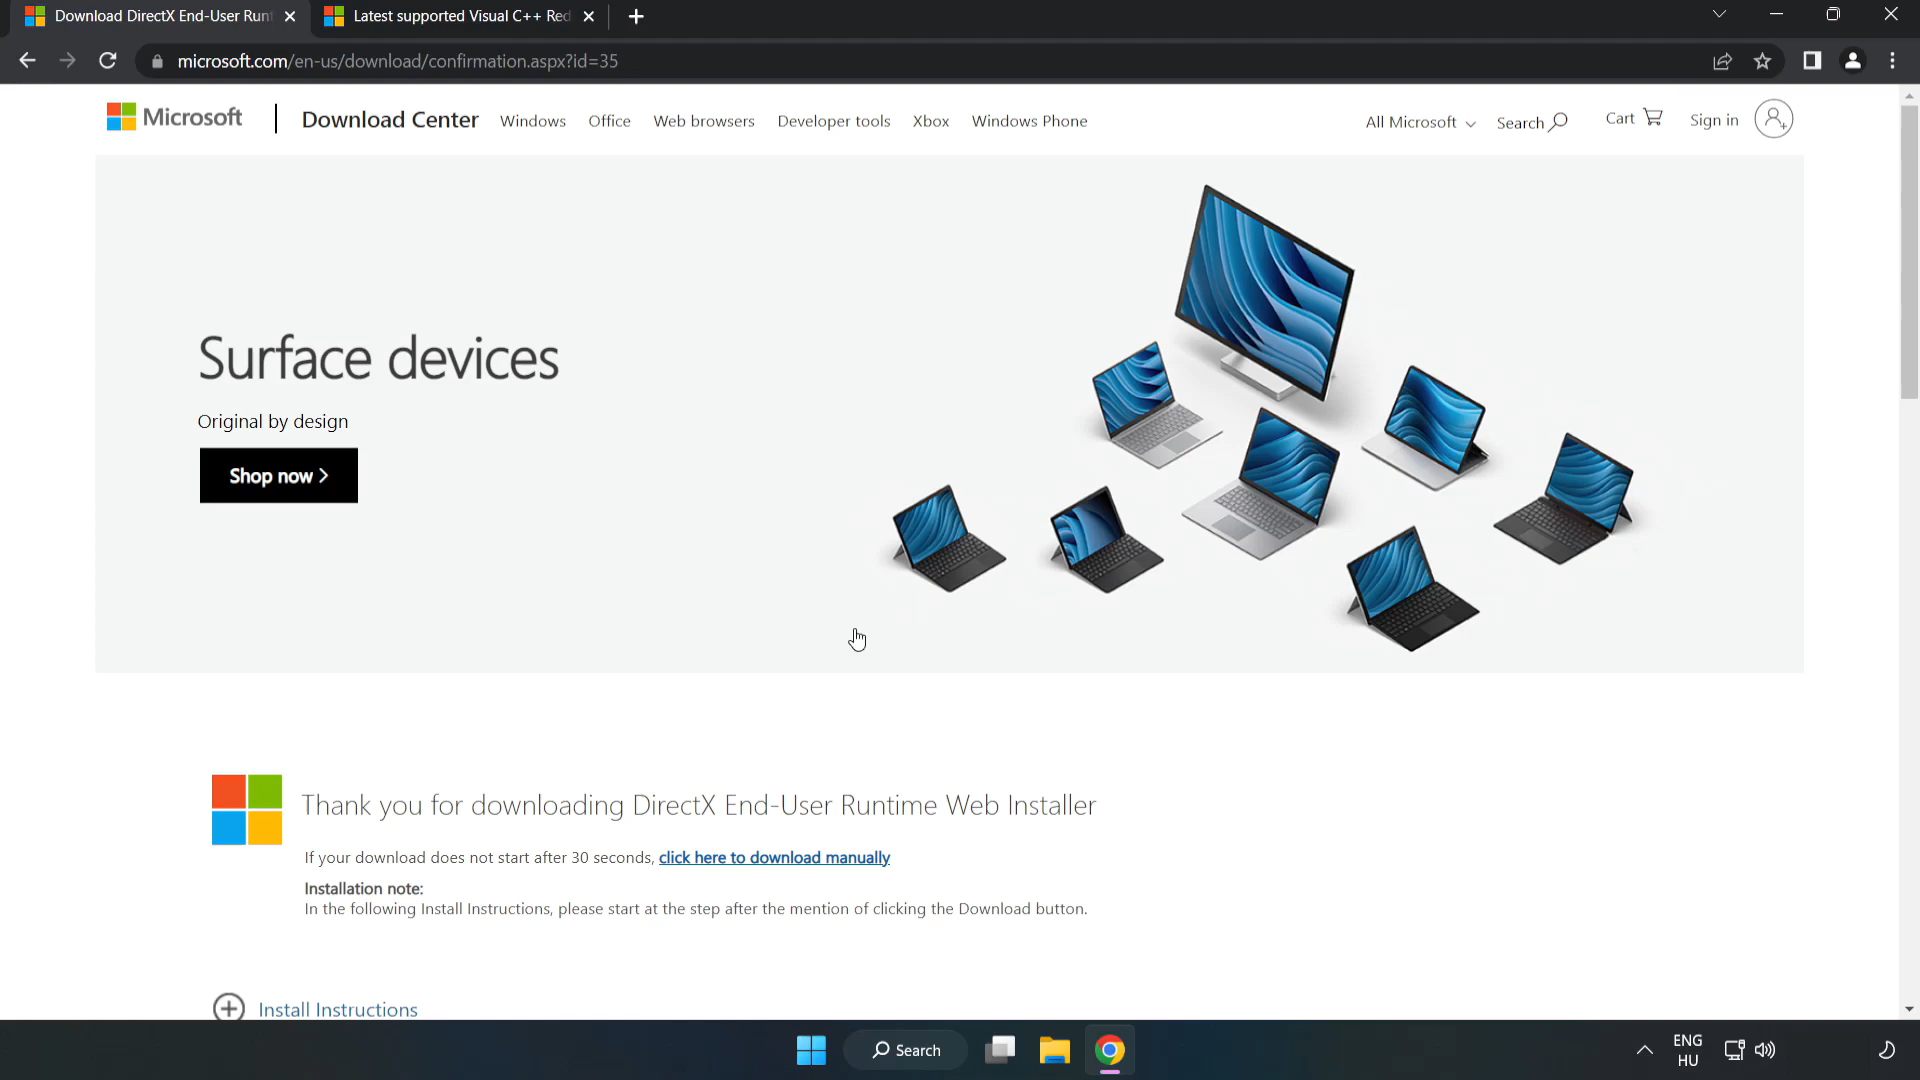 Download DirectX End-User Runt
Latest supported Visual C++ Red
microsoft.com/en-us/download/confirmation.aspx?id=35
Microsoft
Download Center
Windows
Office
Web browsers
Developer tools
Xbox
Windows Phone
All Microsoft
Search
Cart
Sign in
Surface devices
Original by design
Shop now >
Thank you for downloading DirectX End-User Runtime Web Installer
If your download does not start after 30 seconds, click here to download manually
Installation note:
In the following Install Instructions, please start at the step after the mention of clicking the Download button.
Install Instructions
Search
ENG
HU